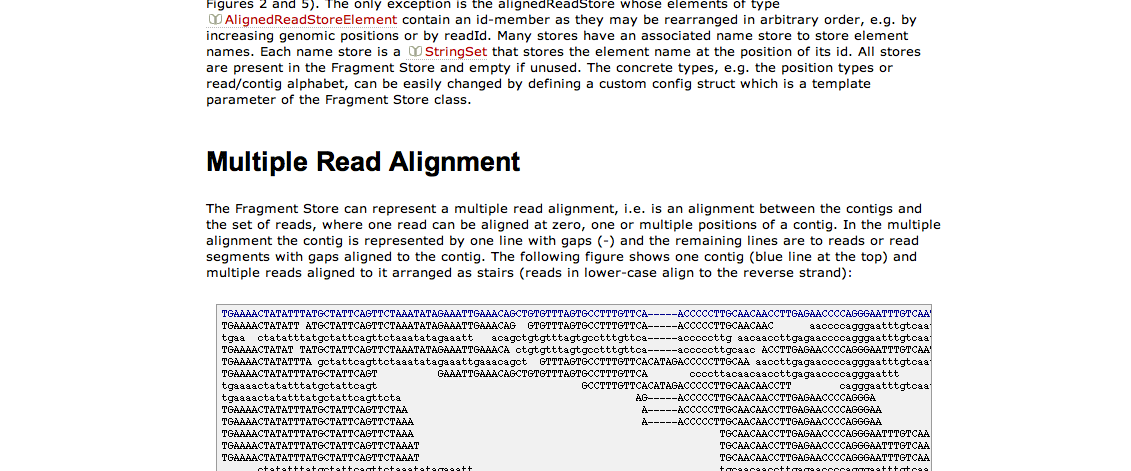 Figures 2 and 5). The only exception is the alignedReadStore whose elements of type
AlignedReadStoreElement contain an id-member as they may be rearranged in arbitrary order, e.g. by
increasing genomic positions or by readId. Many stores have an associated name store to store element
names. Each name store is a StringSet that stores the element name at the position of its id. All stores
are present in the Fragment Store and empty if unused. The concrete types, e.g. the position types or
read/contig alphabet, can be easily changed by defining a custom config struct which is a template
parameter of the Fragment Store class.
Multiple Read Alignment
The Fragment Store can represent a multiple read alignment, i.e. is an alignment between the contigs and
the set of reads, where one read can be aligned at zero, one or multiple positions of a contig. In the multiple
alignment the contig is represented by one line with gaps (-) and the remaining lines are to reads or read
segments with gaps aligned to the contig. The following figure shows one contig (blue line at the top) and
multiple reads aligned to it arranged as stairs (reads in lower-case align to the reverse strand):
TGAAAACTATATTTATGCTATTCAGTTCTAAATATAGAAATTGAAACAGCTGTGTTTAGTGCCTTTGTTCA-----ACCCCCTTGCAACAACCTTGAGAACCCCAGGGAATTTGTCAA
TGAAAACTATATT ATGCTATTCAGTTCTAAATATAGAAATTGAAACAG GTGTTTAGTGCCTTTGTTCA-----ACCCCCTTGCAACAAC aaccccagggaatttgtcaa
tgaa ctatatttatgctattcagttctaaatatagaaatt acagctgtgtttagtgcctttgttca-----acccccttg aacaaccttgagaaccccagggaatttgtcaa
TGAAAACTATAT TATGCTATTCAGTTCTAAATATAGAAATTGAAACA ctgtgtttagtgcctttgttca-----acccccttgcaac ACCTTGAGAACCCCAGGGAATTTGTCAA
TGAAAACTATATTTA gctattcagttctaaatatagaaattgaaacagct GTTTAGTGCCTTTGTTCACATAGACCCCCTTGCAA aaccttgagaaccccagggaatttgtcaa
TGAAAACTATATTTATGCTATTCAGT GAAATTGAAACAGCTGTGTTTAGTGCCTTTGTTCA ccccttacaacaaccttgagaaccccagggaattt
tgaaaactatatttatgctattcagt GCCTTTGTTCACATAGACCCCCTTGCAACAACCTT cagggaatttgtcaa
tgaaaactatatttatgctattcagttcta AG-----ACCCCCTTGCAACAACCTTGAGAACCCCAGGGA
TGAAAACTATATTTATGCTATTCAGTTCTAA A-----ACCCCCTTGCAACAACCTTGAGAACCCCAGGGAA
TGAAAACTATATTTATGCTATTCAGTTCTAAA A-----ACCCCCTTGCAACAACCTTGAGAACCCCAGGGAA
TGAAAACTATATTTATGCTATTCAGTTCTAAA TGCAACAACCTTGAGAACCCCAGGGAATTTGTCAA
TGAAAACTATATTTATGCTATTCAGTTCTAAAT TGCAACAACCTTGAGAACCCCAGGGAATTTGTCAA
TGAAAACTATATTTATGCTATTCAGTTCTAAAT TGCAACAACCTTGAGAACCCCAGGGAATTTGTCAA